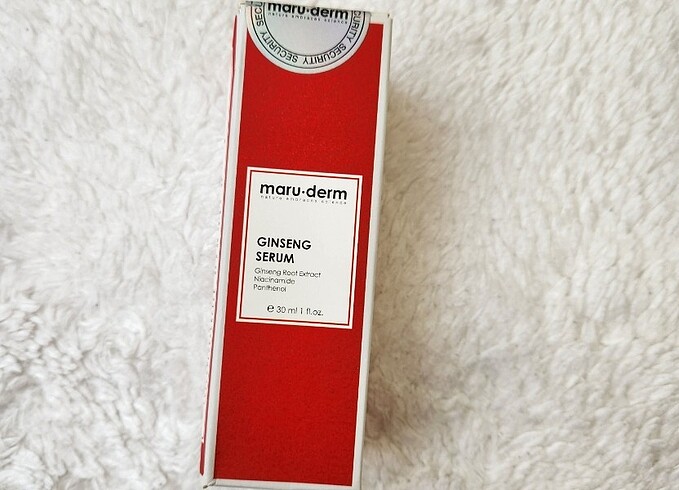 maru·derm
SECURITY SECURITY
maru·derm
nature embraces science
GINSENG
SERUM
Ginseng Root Extract
Niacinamide
Panthenol
℮ 30 ml 1 fl.oz.